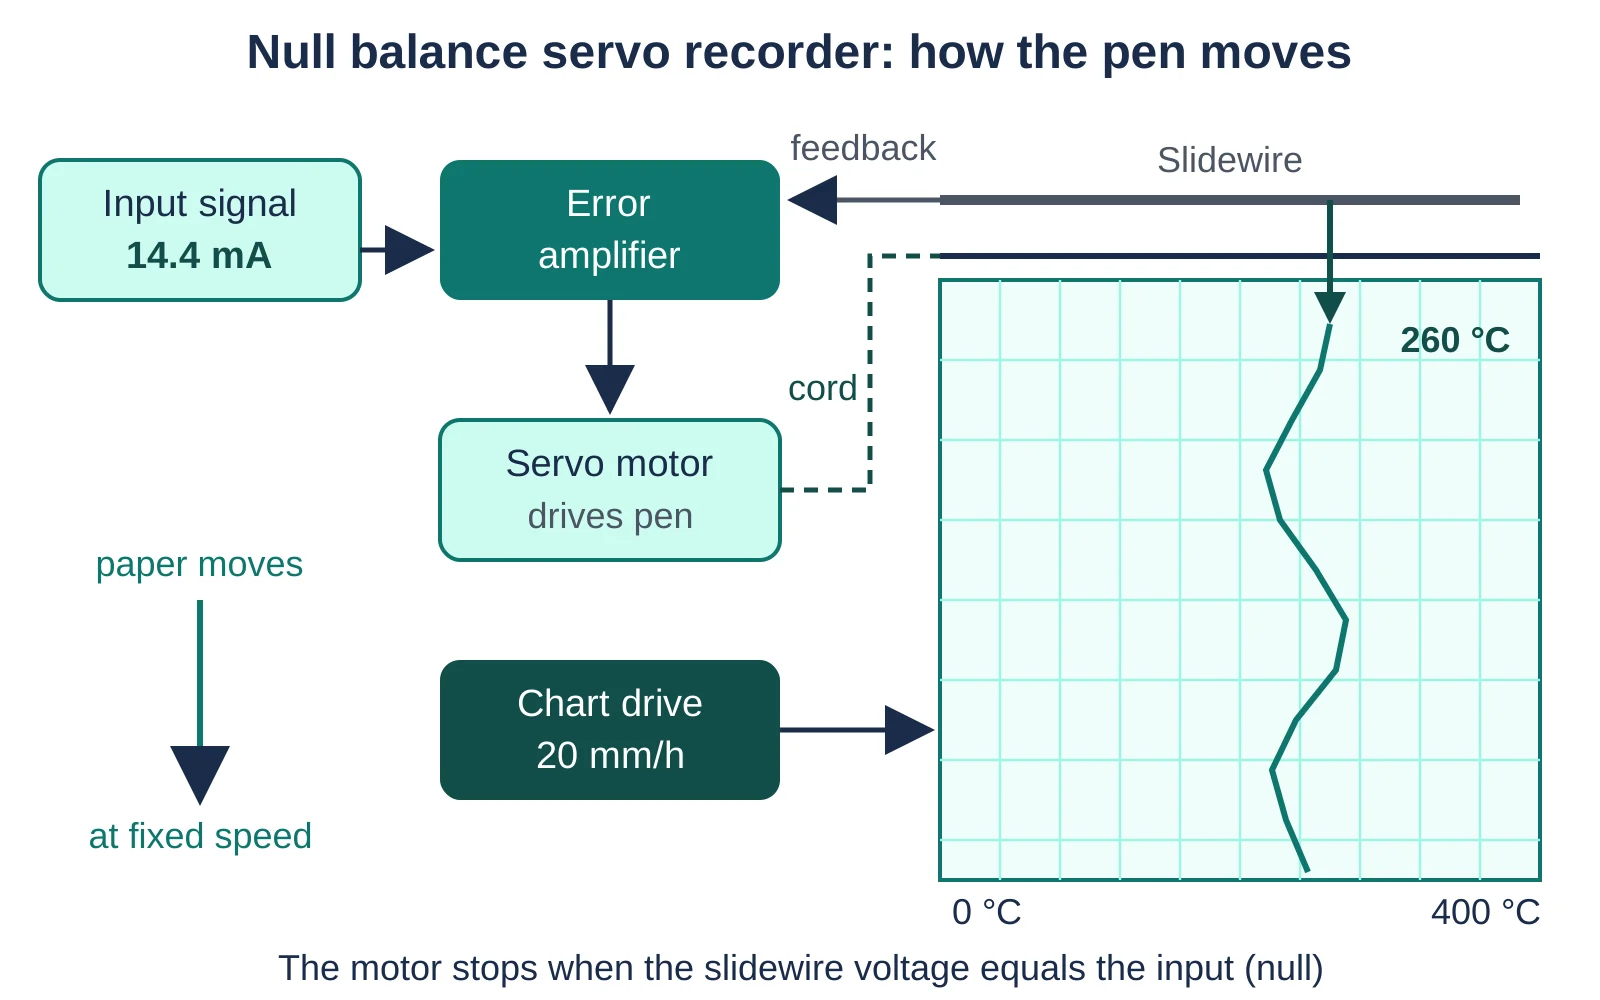 Null balance servo recorder: how the pen moves
feedback
Slidewire
Input signal
14.4 mA
Error
amplifier
260 °C
cord
Servo motor
drives pen
paper moves
at fixed speed
Chart drive
20 mm/h
0 °C
400 °C
The motor stops when the slidewire voltage equals the input (null)